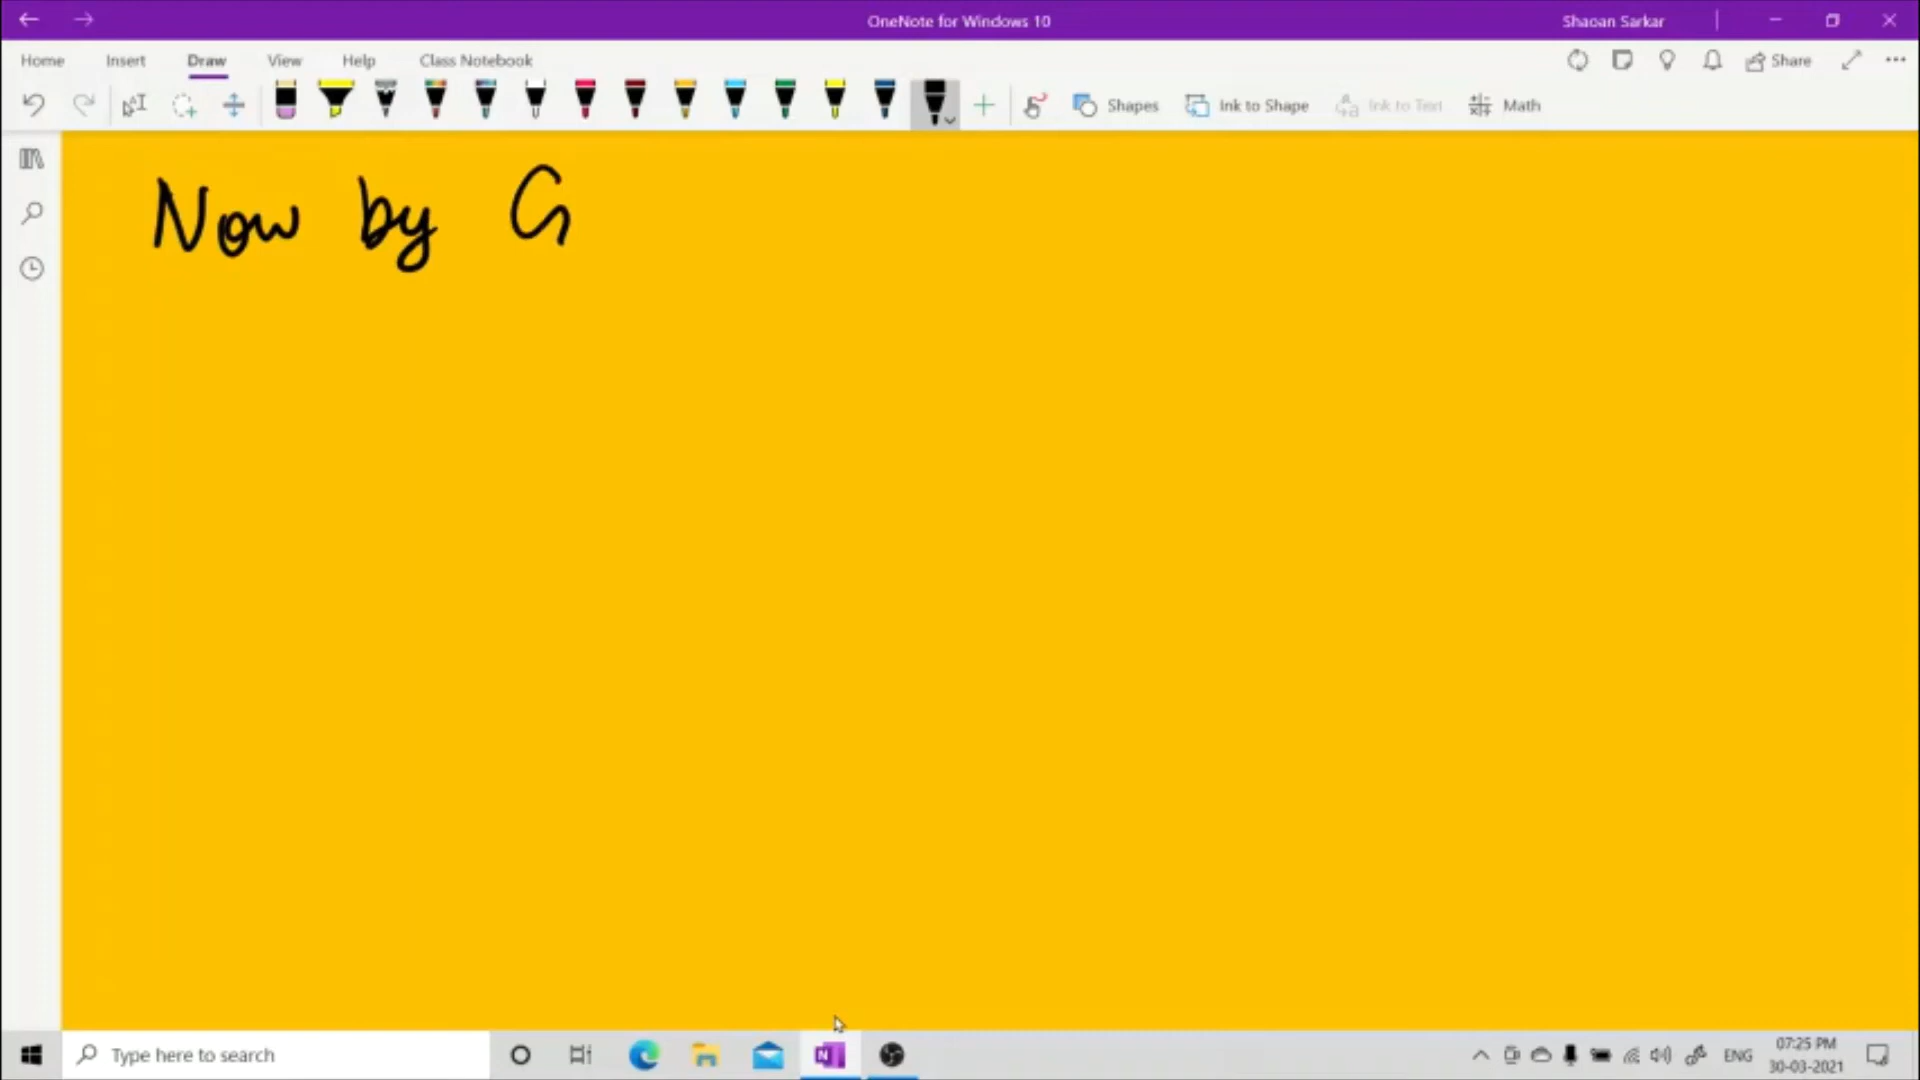 OneNote for Windows 10 Shaoan Sarkar
Home Insert Draw View Help Class Notebook Share
Shapes Ink to Shape Ink to Text Math
Now by G
Type here to search ENG 07:25 PM
30-03-2021